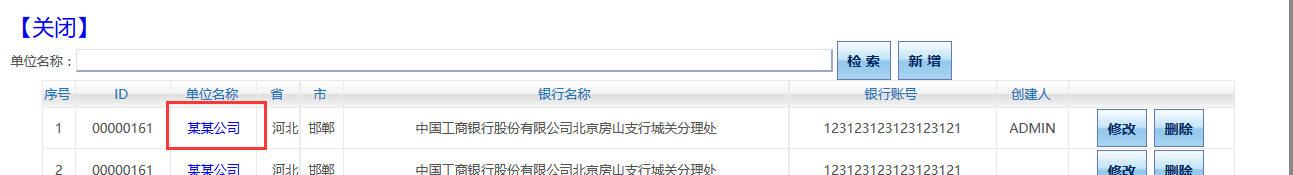 【关闭】
单位名称： 检 索 新 增
序号 ID 单位名称 省 市 银行名称 银行账号 创建人
1 00000161 某某公司 河北 邯郸 中国工商银行股份有限公司北京房山支行城关分理处 123123123123123121 ADMIN 修改 删除
2 00000161 某某公司 河北 邯郸 中国工商银行股份有限公司北京房山支行城关分理处 123123123123123121 修改 删除